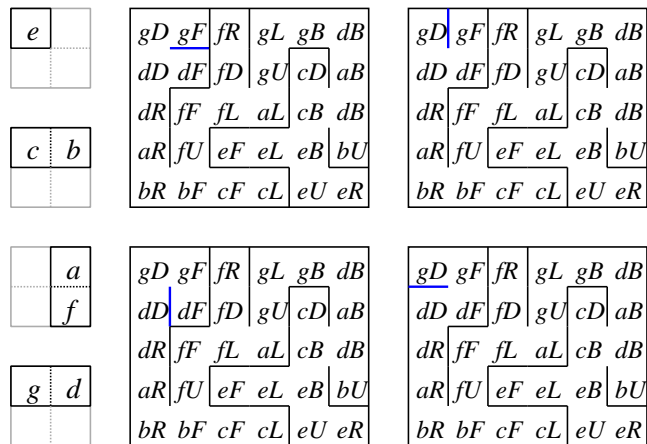 e
gD gF fR gL gB dB
dD dF fD gU cD aB
dR fF fL aL cB dB
aR fU eF eL eB bU
bR bF cF cL eU eR
gD gF fR gL gB dB
dD dF fD gU cD aB
dR fF fL aL cB dB
aR fU eF eL eB bU
bR bF cF cL eU eR
c b
a
f
gD gF fR gL gB dB
dD dF fD gU cD aB
dR fF fL aL cB dB
aR fU eF eL eB bU
bR bF cF cL eU eR
gD gF fR gL gB dB
dD dF fD gU cD aB
dR fF fL aL cB dB
aR fU eF eL eB bU
bR bF cF cL eU eR
g d